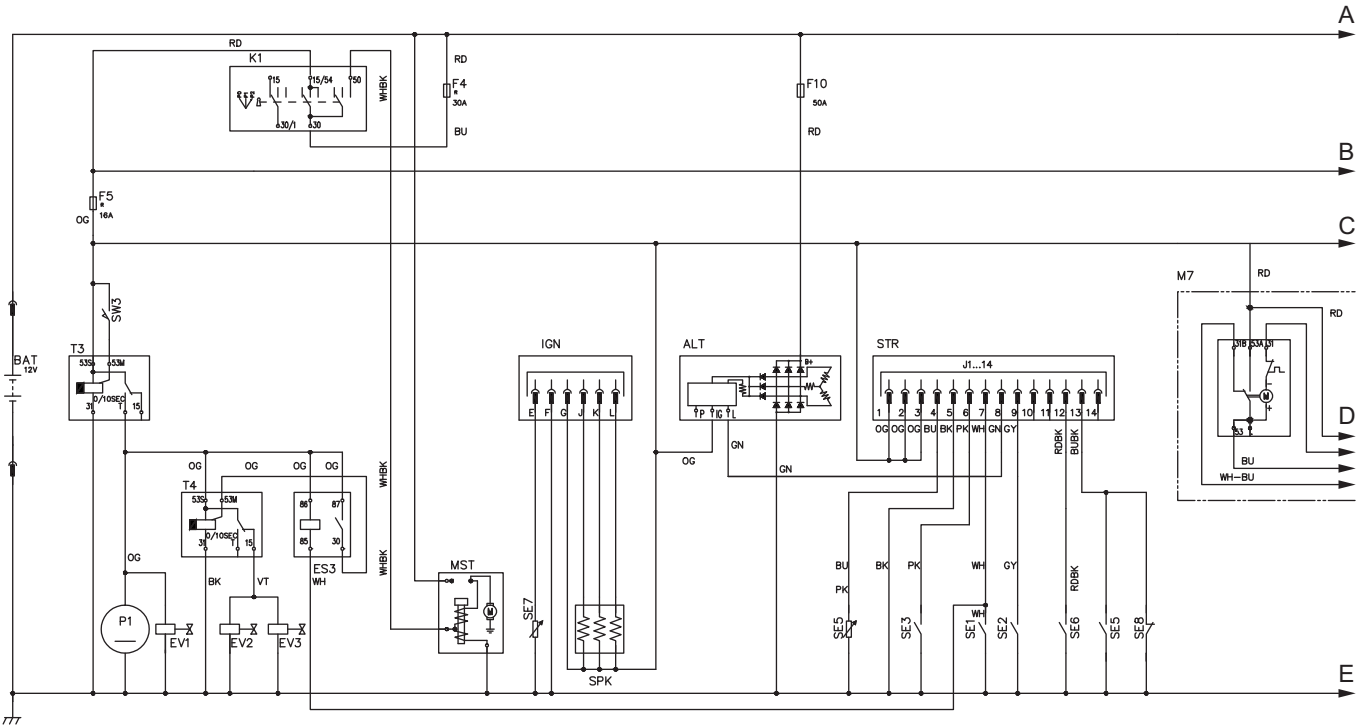 A
RD
K1
15
15/54
50
30/1
30
WHBK
RD
F4
*
30A
BU
F10
50A
RD
B
F5
*
16A
OG
C
SW3
BAT
12V
T3
53S
53M
31
0/10SEC
T
15
OG
OG
OG
OG
T4
53S
53M
31
0/10SEC
T
15
86
87
85
30
ES3
OG
BK
VT
WH
WHBK
WHBK
P1
EV1
EV2
EV3
MST
M
IGN
E
F
G
J
K
L
SE7
SPK
ALT
B+
P
IG
L
OG
GN
GN
STR
J1...14
1
2
3
4
5
6
7
8
9
10
11
12
13
14
OG
OG
OG
BU
BK
PK
WH
GN
GY
RDBK
BUBK
BU
PK
BK
PK
WH
GY
RDBK
WH
SE5
SE3
SE1
SE2
SE6
SE5
SE8
M7
RD
RD
31B
53A
31
M
+
53
BU
WH-BU
D
E